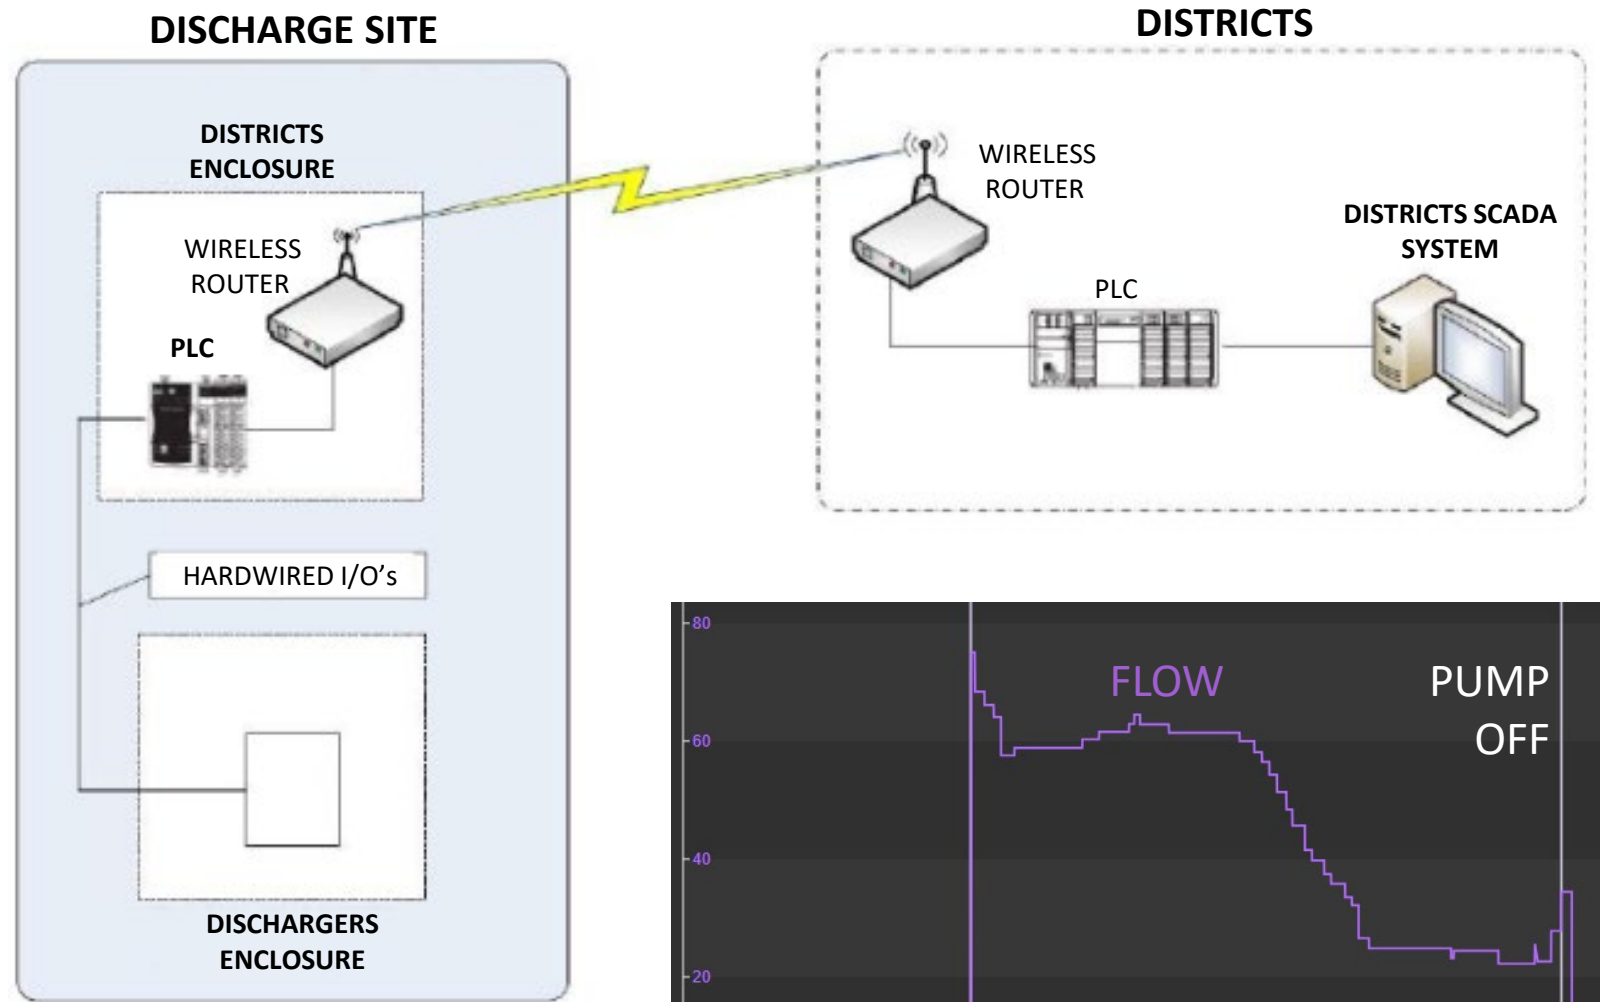 DISCHARGE SITE
DISTRICTS
ENCLOSURE
WIRELESS
ROUTER
PLC
HARDWIRED I/O's
DISCHARGERS
ENCLOSURE
DISTRICTS
WIRELESS
ROUTER
PLC
DISTRICTS SCADA
SYSTEM
80
60
40
20
FLOW
PUMP
OFF